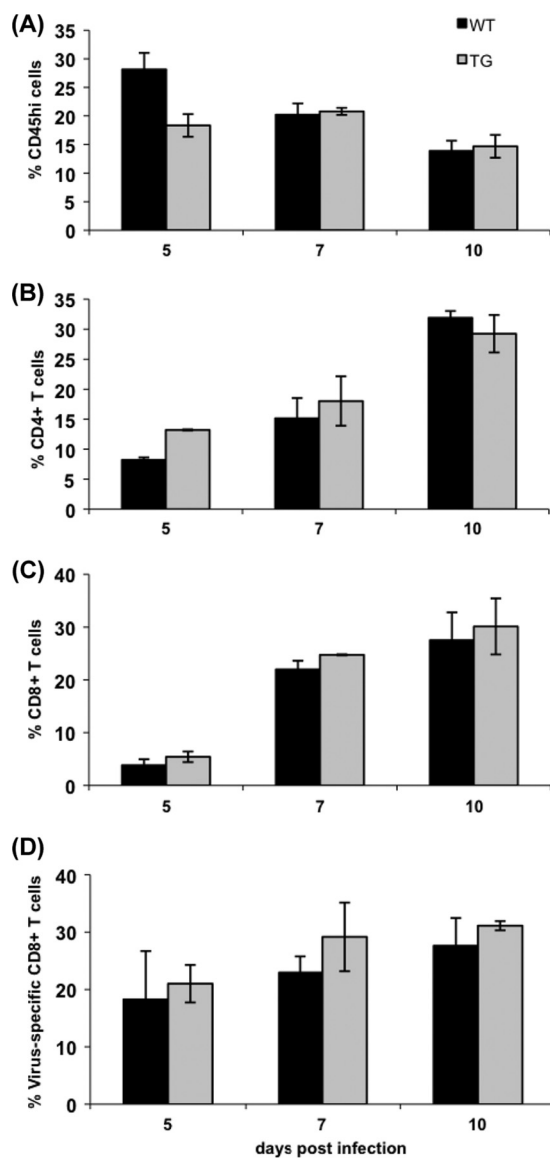 (A)
WT
TG
% CD45hi cells
35
30
25
20
15
10
5
0
5 7 10
(B)
% CD4+ T cells
35
30
25
20
15
10
5
0
5 7 10
(C)
% CD8+ T cells
40
30
20
10
0
5 7 10
(D)
% Virus-specific CD8+ T cells
40
30
20
10
0
5 7 10
days post infection